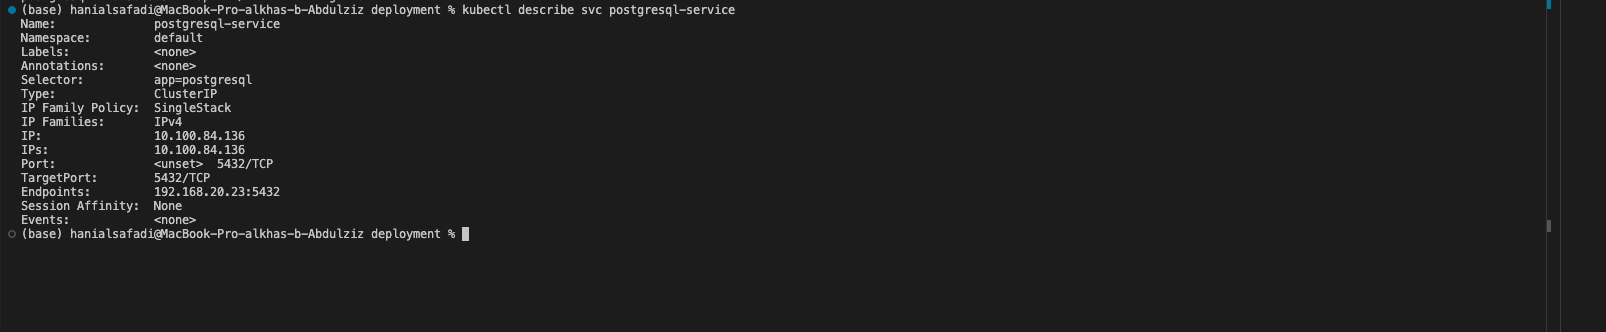 (base) hanialsafadi@MacBook-Pro-alkhas-b-Abdulziz deployment % kubectl describe svc postgresql-service
Name:              postgresql-service
Namespace:         default
Labels:            <none>
Annotations:       <none>
Selector:          app=postgresql
Type:              ClusterIP
IP Family Policy:  SingleStack
IP Families:       IPv4
IP:                10.100.84.136
IPs:               10.100.84.136
Port:              <unset>  5432/TCP
TargetPort:        5432/TCP
Endpoints:         192.168.20.23:5432
Session Affinity:  None
Events:            <none>
(base) hanialsafadi@MacBook-Pro-alkhas-b-Abdulziz deployment %